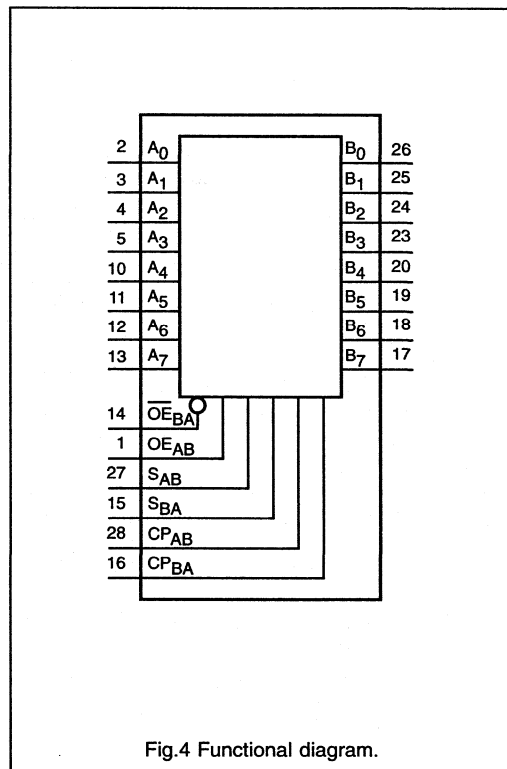 2 A0 B0 26
3 A1 B1 25
4 A2 B2 24
5 A3 B3 23
10 A4 B4 20
11 A5 B5 19
12 A6 B6 18
13 A7 B7 17
14 O̅E̅BA
1 OEAB
27 SAB
15 SBA
28 CPAB
16 CPBA
Fig.4 Functional diagram.